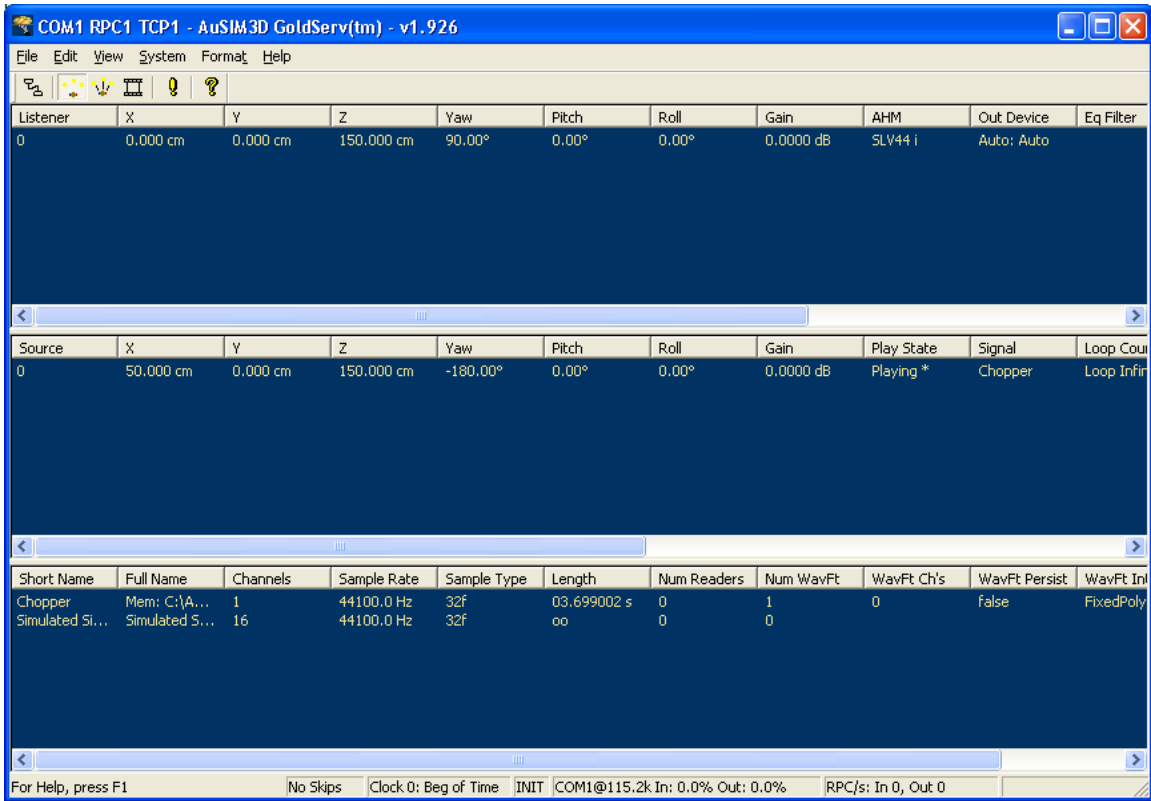 COM1 RPC1 TCP1 - AuSIM3D GoldServ(tm) - v1.926
File Edit View System Format Help
Listener X Y Z Yaw Pitch Roll Gain AHM Out Device Eq Filter
0 0.000 cm 0.000 cm 150.000 cm 90.00° 0.00° 0.00° 0.0000 dB SLV44 i Auto: Auto
Source X Y Z Yaw Pitch Roll Gain Play State Signal Loop Cou
0 50.000 cm 0.000 cm 150.000 cm -180.00° 0.00° 0.00° 0.0000 dB Playing * Chopper Loop Infin
Short Name Full Name Channels Sample Rate Sample Type Length Num Readers Num WavFt WavFt Ch's WavFt Persist WavFt Int
Chopper Mem: C:\A... 1 44100.0 Hz 32f 03.699002 s 0 1 0 false FixedPoly
Simulated Si... Simulated S... 16 44100.0 Hz 32f oo 0 0
For Help, press F1 No Skips Clock 0: Beg of Time INIT COM1@115.2k In: 0.0% Out: 0.0% RPC/s: In 0, Out 0